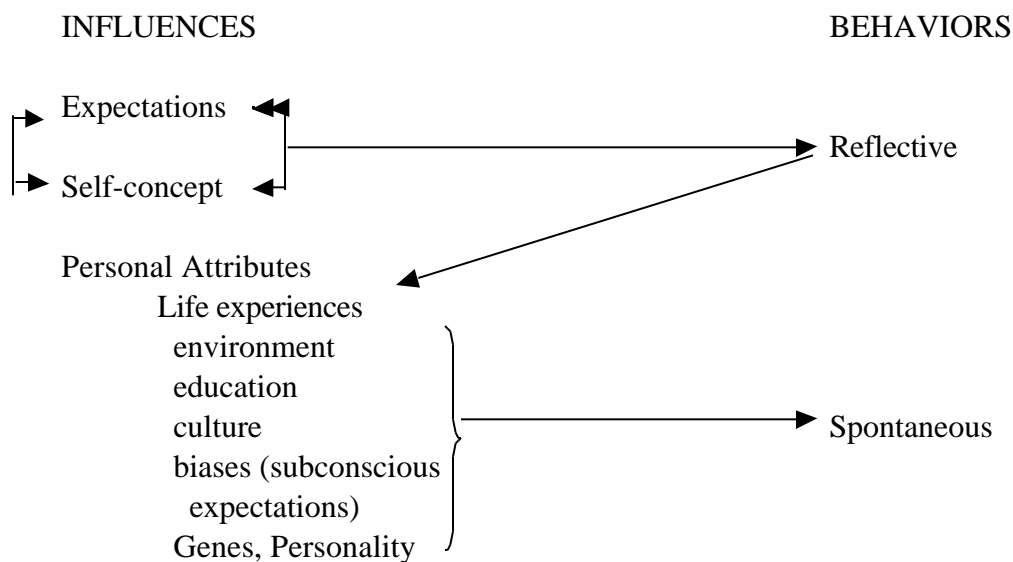 INFLUENCES BEHAVIORS
Expectations
Reflective
Self-concept
Personal Attributes
Life experiences
environment
education
culture
Spontaneous
biases (subconscious
expectations)
Genes, Personality